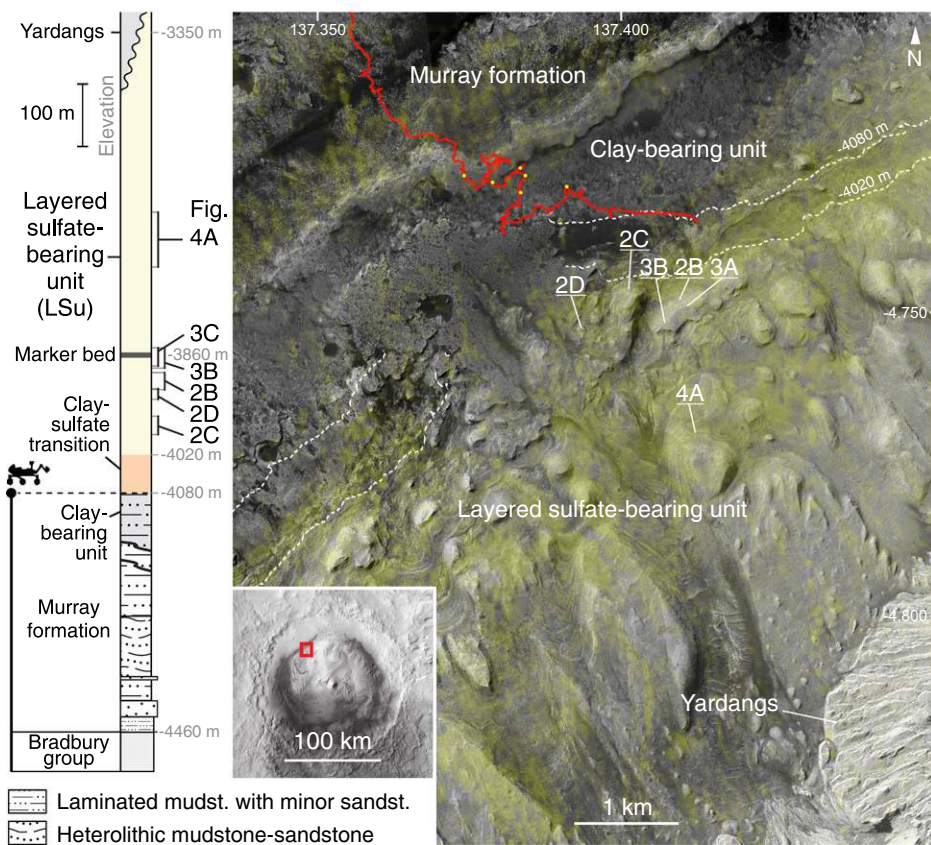 Yardangs
-3350 m
100 m
Elevation
Layered
sulfate-
bearing
unit
(LSu)
Fig.
4A
3C
Marker bed
-3860 m
3B
2B
2D
2C
Clay-
sulfate
transition
-4020 m
-4080 m
Clay-
bearing
unit
Murray
formation
-4460 m
Bradbury
group
Laminated mudst. with minor sandst.
Heterolithic mudstone-sandstone
137.350
137.400
N
Murray formation
Clay-bearing unit
-4080 m
-4020 m
2C
3B 2B 3A
2D
-4.750
4A
Layered sulfate-bearing unit
-4.800
Yardangs
100 km
1 km